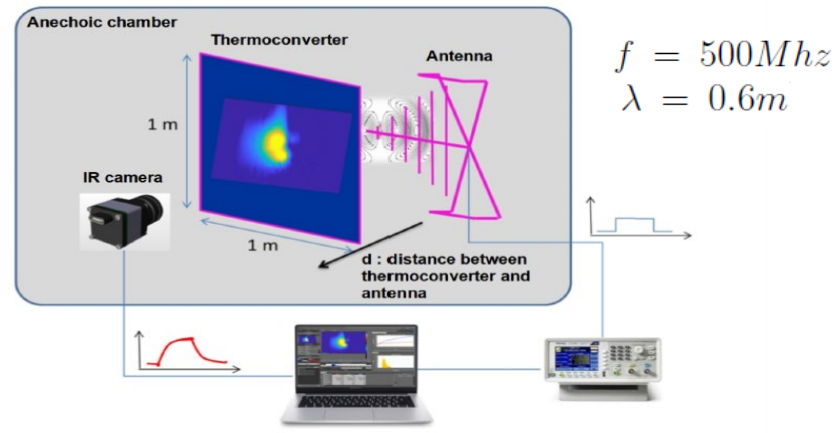 Anechoic chamber
Thermoconverter
Antenna
f = 500Mhz
λ = 0.6m
1 m
IR camera
1 m
d : distance between
thermoconverter and
antenna